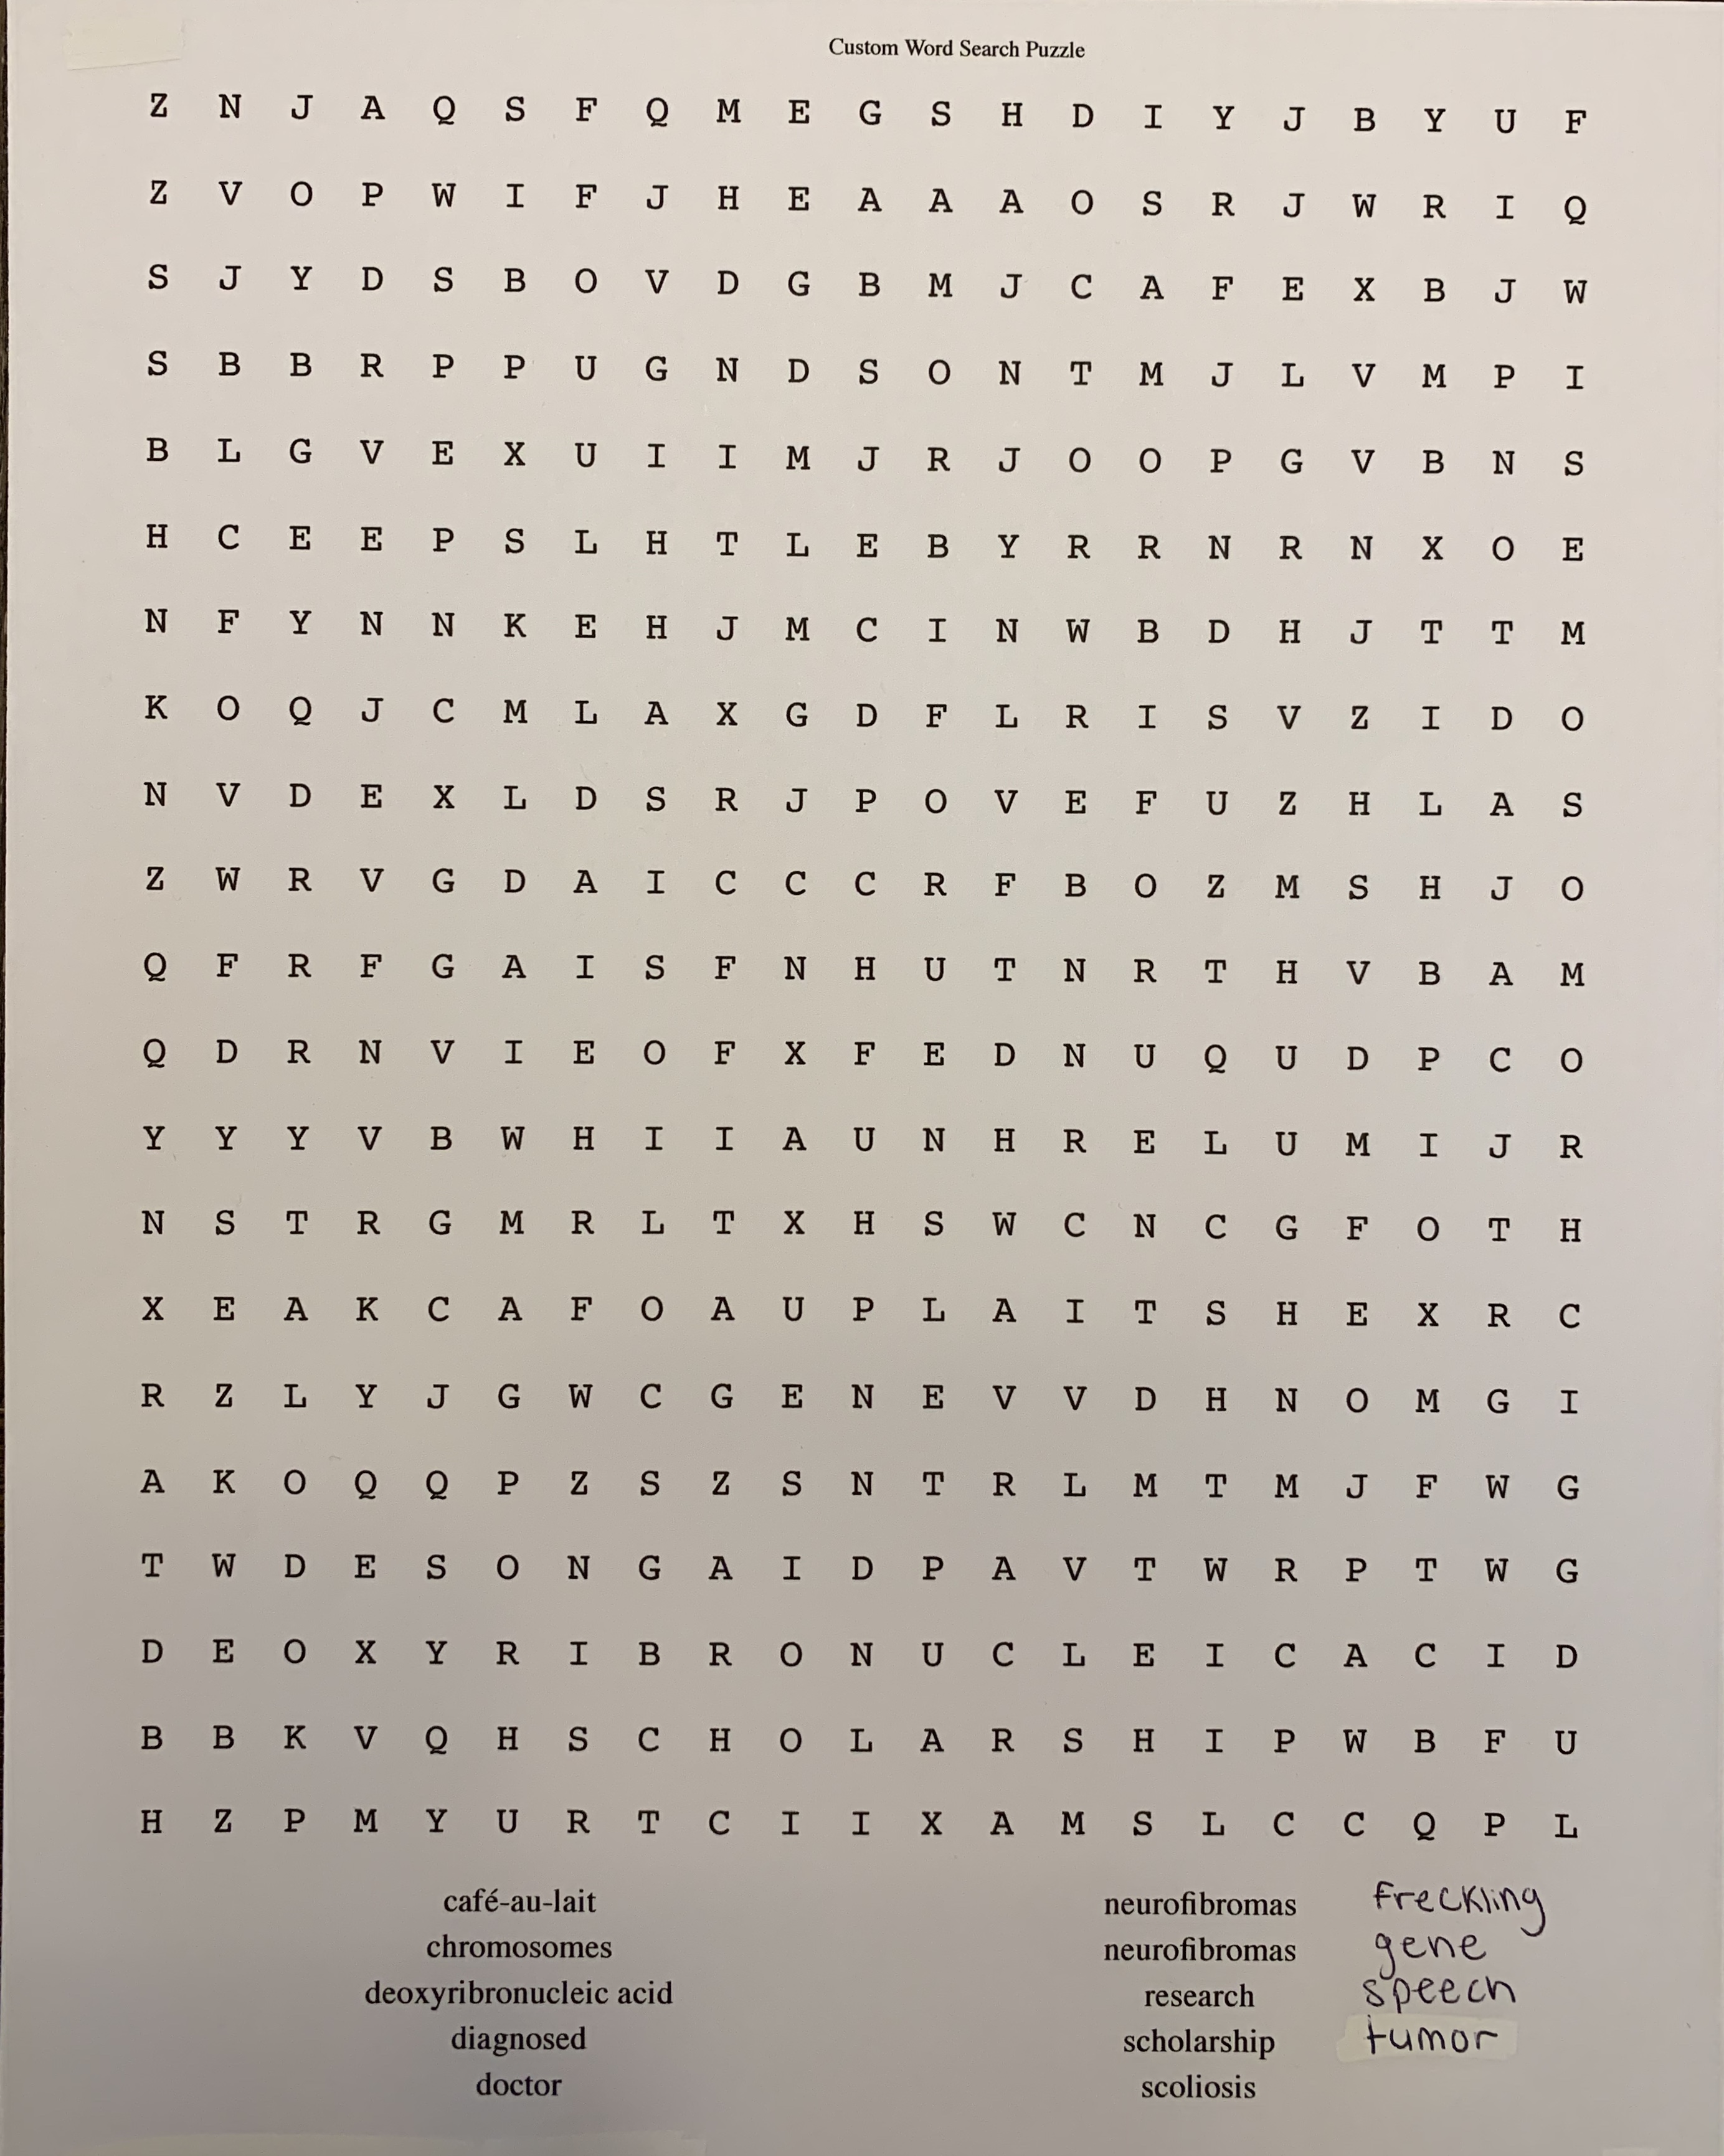 Custom Word Search Puzzle
Z N J A Q S F Q M E G S H D I Y J B Y U F
Z V O P W I F J H E A A A O S R J W R I Q
S J Y D S B O V D G B M J C A F E X B J W
S B B R P P U G N D S O N T M J L V M P I
B L G V E X U I I M J R J O O P G V B N S
H C E E P S L H T L E B Y R R N R N X O E
N F Y N N K E H J M C I N W B D H J T T M
K O Q J C M L A X G D F L R I S V Z I D O
N V D E X L D S R J P O V E F U Z H L A S
Z W R V G D A I C C C R F B O Z M S H J O
Q F R F G A I S F N H U T N R T H V B A M
Q D R N V I E O F X F E D N U Q U D P C O
Y Y Y V B W H I I A U N H R E L U M I J R
N S T R G M R L T X H S W C N C G F O T H
X E A K C A F O A U P L A I T S H E X R C
R Z L Y J G W C G E N E V V D H N O M G I
A K O Q Q P Z S Z S N T R L M T M J F W G
T W D E S O N G A I D P A V T W R P T W G
D E O X Y R I B R O N U C L E I C A C I D
B B K V Q H S C H O L A R S H I P W B F U
H Z P M Y U R T C I I X A M S L C C Q P L
café-au-lait
chromosomes
deoxyribronucleic acid
diagnosed
doctor
neurofibromas
neurofibromas
research
scholarship
scoliosis
freckling
gene
speech
tumor